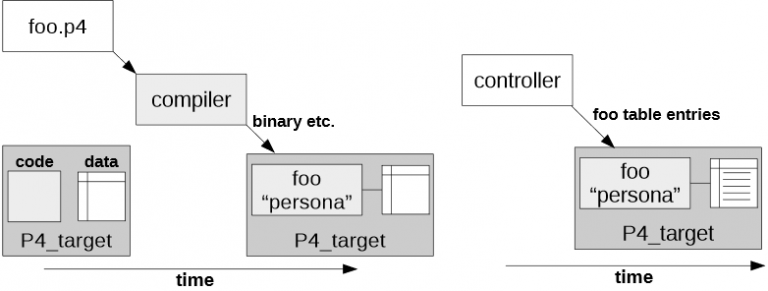 foo.p4
compiler
binary etc.
code data
P4_target
foo
“persona”
P4_target
time
controller
foo table entries
foo
“persona”
P4_target
time